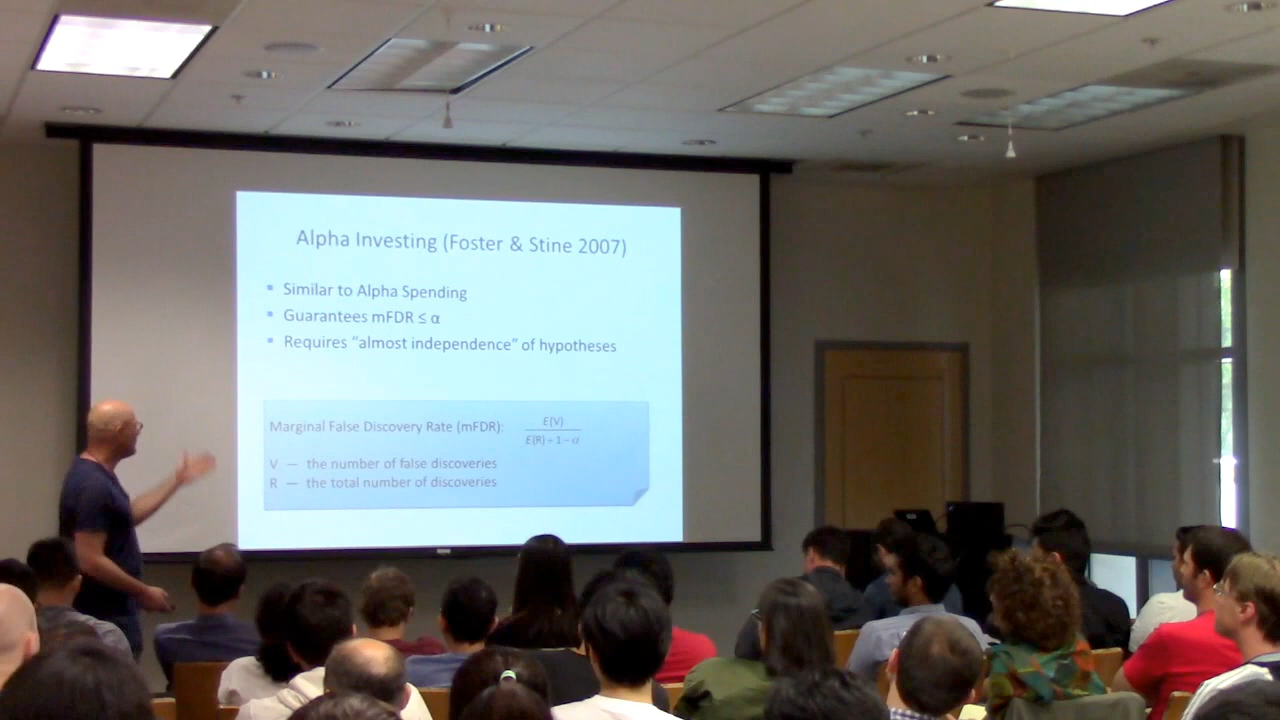 Alpha Investing (Foster & Stine 2007)
▪ Similar to Alpha Spending
▪ Guarantees mFDR ≤ α
▪ Requires “almost independence” of hypotheses
Marginal False Discovery Rate (mFDR): E(V)
E(R)+1−α
V — the number of false discoveries
R — the total number of discoveries